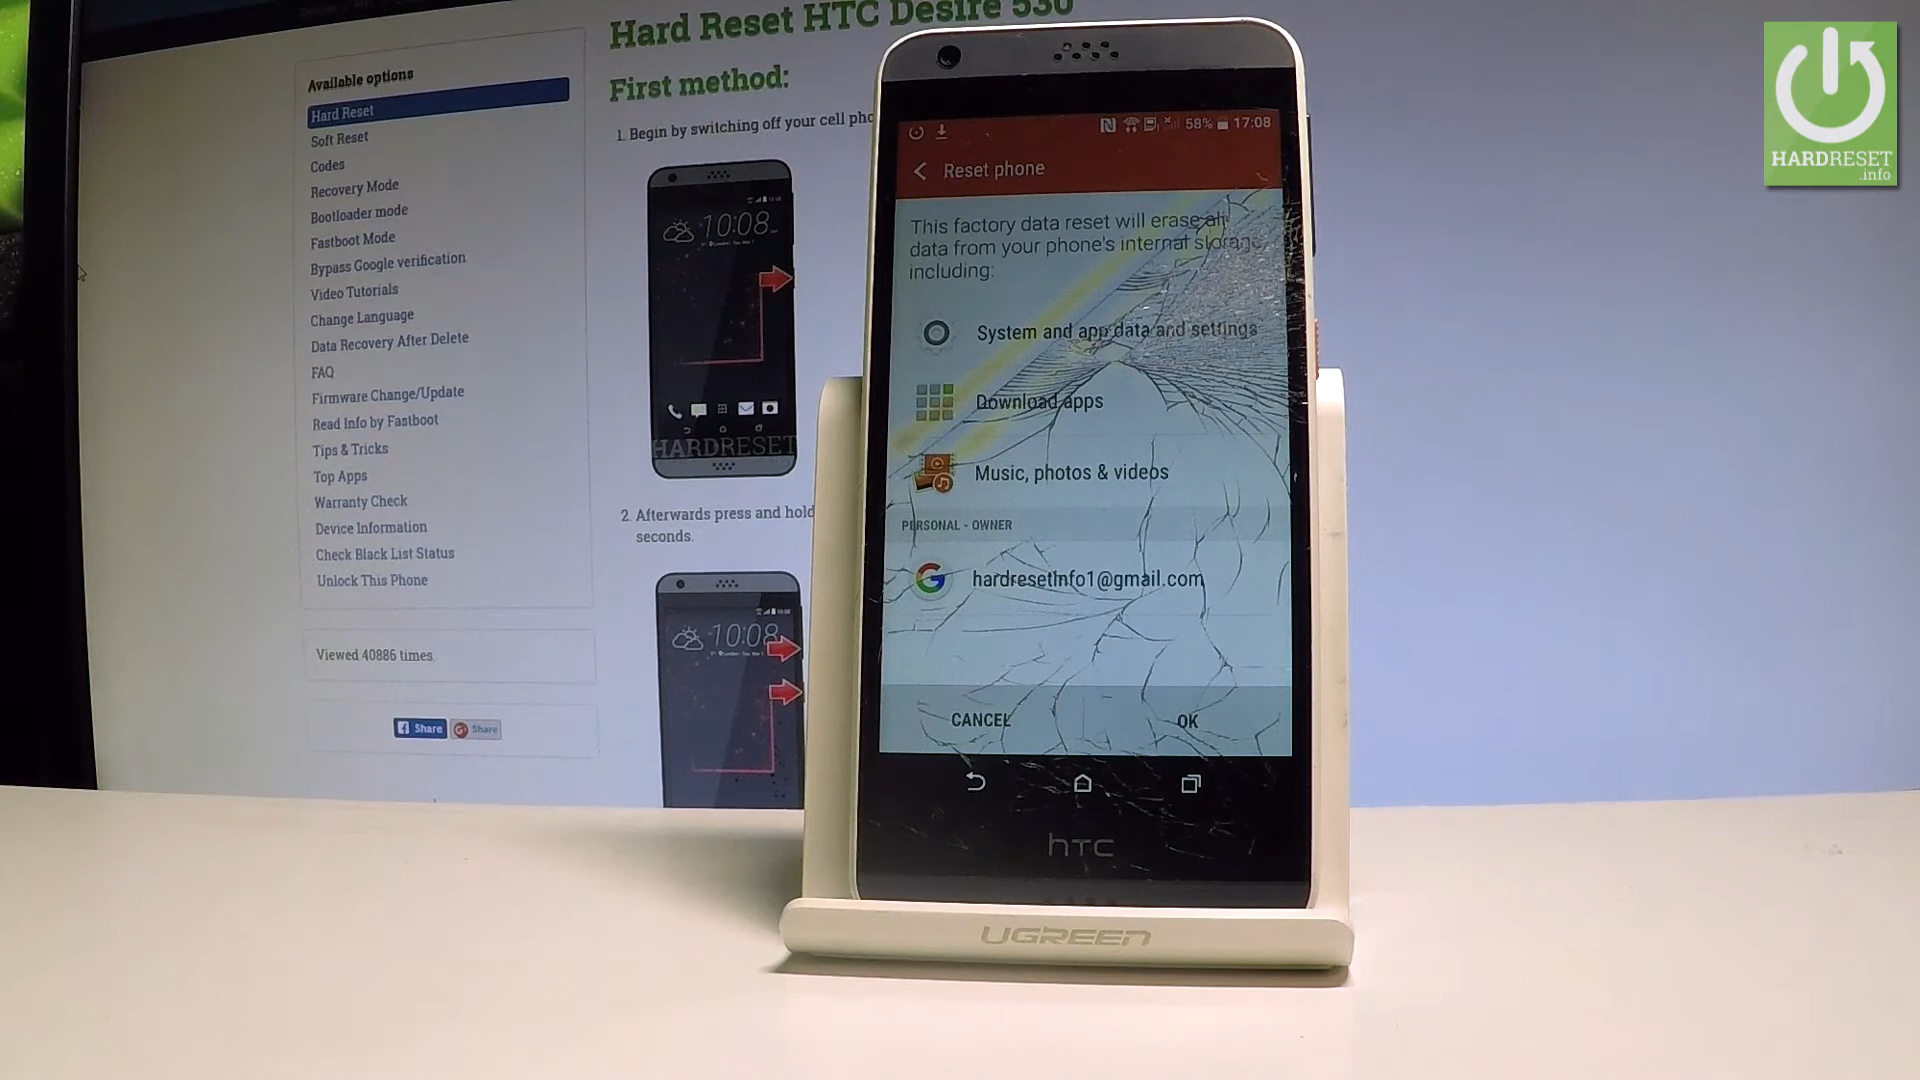 Hard Reset HTC Desire 530
First method:
1. Begin by switching off your cell pho
Available options
Hard Reset
Soft Reset
Codes
Recovery Mode
Bootloader mode
Fastboot Mode
Bypass Google verification
Video Tutorials
Change Language
Data Recovery After Delete
FAQ
Firmware Change/Update
Read Info by Fastboot
Tips & Tricks
Top Apps
Warranty Check
Device Information
Check Black List Status
Unlock This Phone
Viewed 40886 times.
Share
Share
10:08
HARDRESET
2. Afterwards press and hold
seconds.
10:08
58% 17:08
Reset phone
This factory data reset will erase all
data from your phone's internal storage,
including:
System and app data and settings
Download apps
Music, photos & videos
PERSONAL - OWNER
hardresetinfo1@gmail.com
CANCEL OK
hTC
UGREEN
HARDRESET
.info